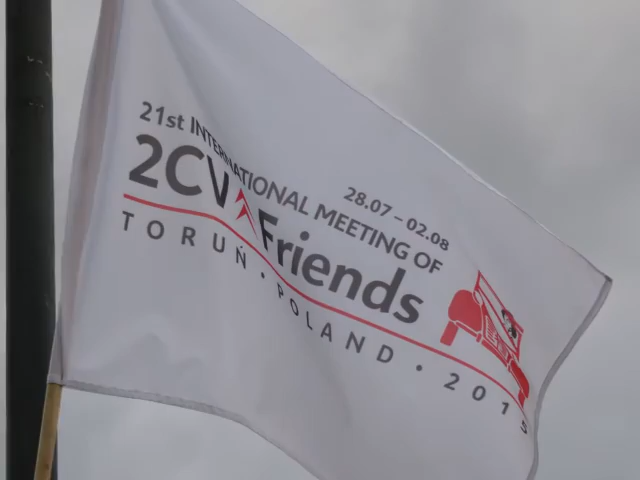 28.07 – 02.08
21st INTERNATIONAL MEETING OF
2CV Friends
TORUŃ • POLAND • 2015